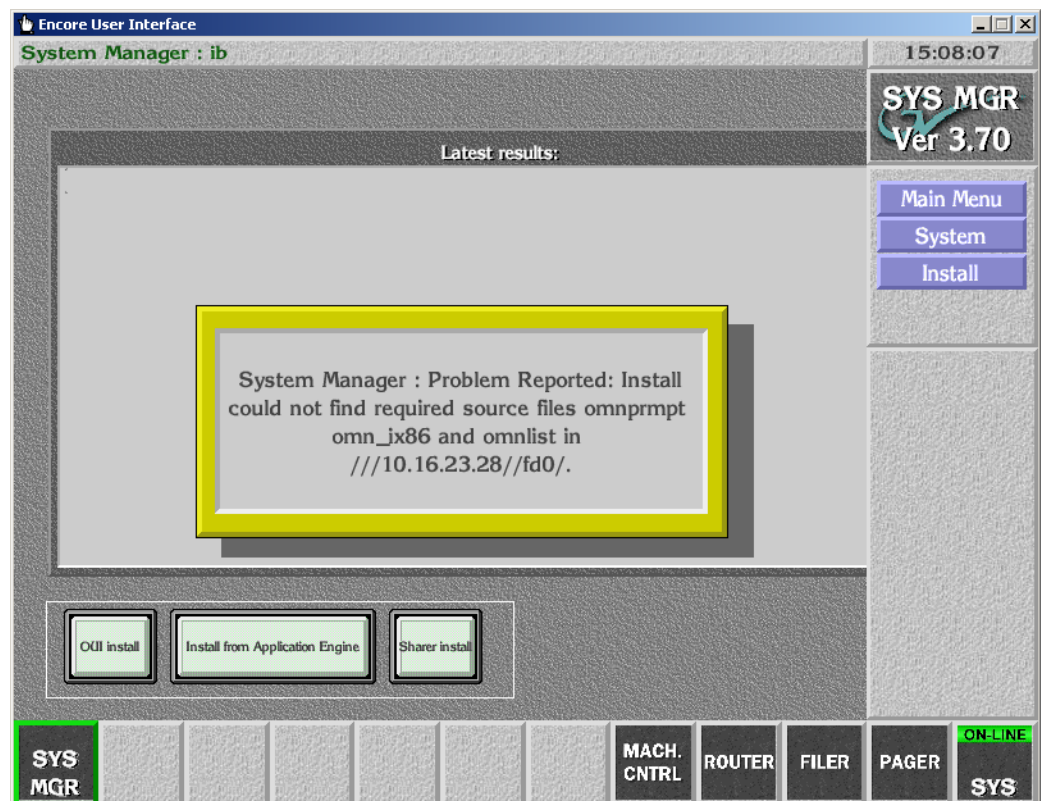 Encore User Interface
System Manager : ib
15:08:07
SYS MGR
Ver 3.70
Latest results:
Main Menu
System
Install
System Manager : Problem Reported: Install
could not find required source files omnprmpt
omn_ix86 and omnlist in
///10.16.23.28//fd0/.
OUI install
Install from Application Engine
Sharer install
SYS
MGR
MACH.
CNTRL
ROUTER
FILER
PAGER
ON-LINE
SYS